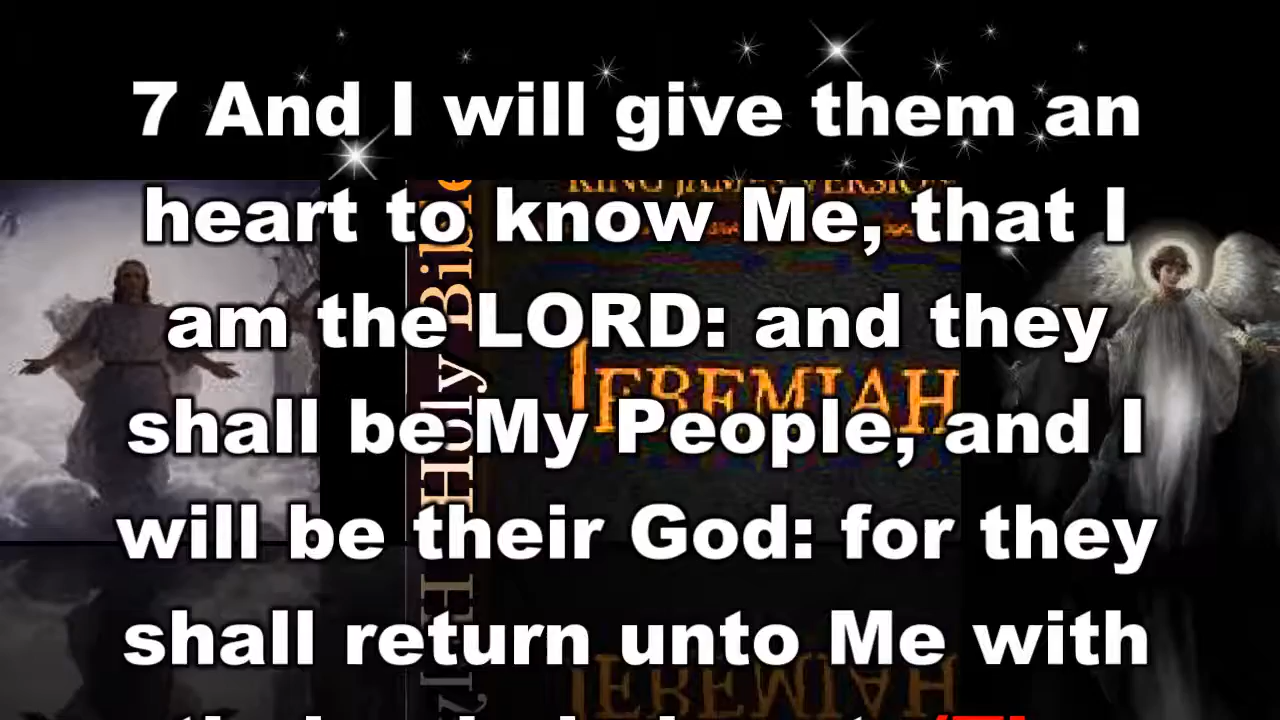 7 And I will give them an
heart to know Me, that I
am the LORD: and they
shall be My People, and I
will be their God: for they
shall return unto Me with
KING JAMES VERSION
JEREMIAH
Holy Bible